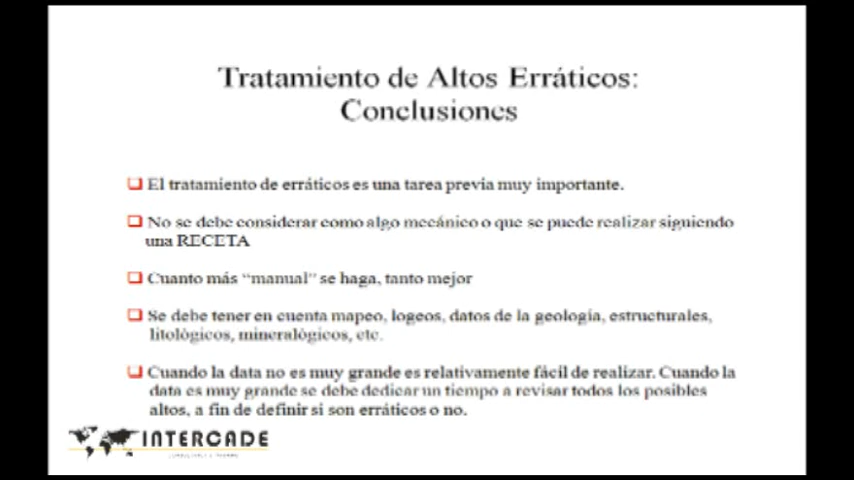 Tratamiento de Altos Erráticos:
Conclusiones
El tratamiento de erráticos es una tarea previa muy importante.
No se debe considerar como algo mecánico o que se puede realizar siguiendo
una RECETA
Cuanto más “manual” se haga, tanto mejor
Se debe tener en cuenta mapeo, logeos, datos de la geología, estructurales,
litológicos, mineralógicos, etc.
Cuando la data no es muy grande es relativamente fácil de realizar. Cuando la
data es muy grande se debe dedicar un tiempo a revisar todos los posibles
altos, a fin de definir si son erráticos o no.
INTERCADE